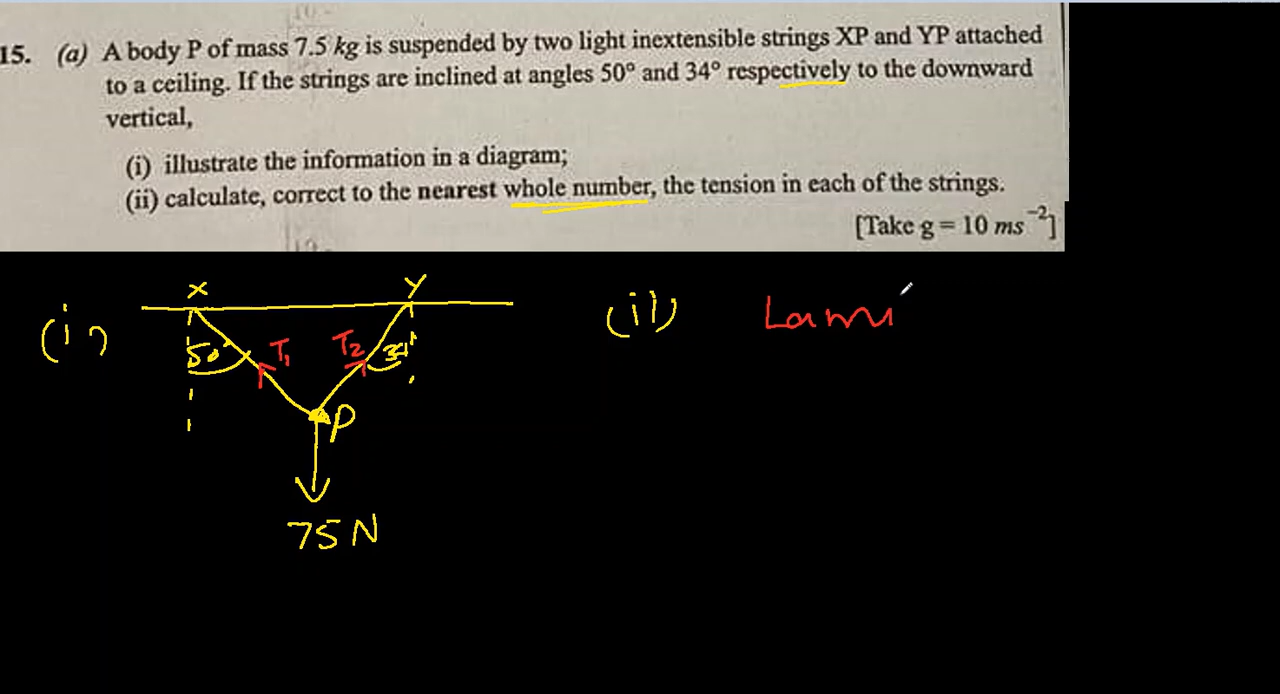 15. (a) A body P of mass 7.5 kg is suspended by two light inextensible strings XP and YP attached
to a ceiling. If the strings are inclined at angles 50° and 34° respectively to the downward
vertical,
(i) illustrate the information in a diagram;
(ii) calculate, correct to the nearest whole number, the tension in each of the strings.
[Take g = 10 ms⁻²]
(i)
X
Y
50°
T₁
T₂
34°
P
75N
(ii) Lami